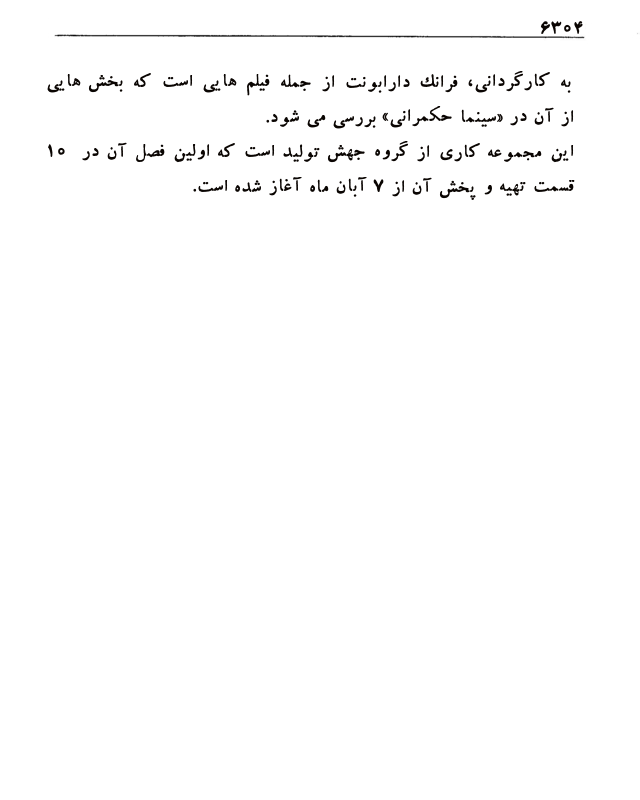 ۶۳۰۴
به کارگردانی، فرانك دارابونت از جمله فیلم هایی است که بخش هایی
از آن در «سینما حکمرانی» بررسی می شود.
این مجموعه کاری از گروه جهش تولید است که اولین فصل آن در ۱۰
قسمت تهیه و پخش آن از ۷ آبان ماه آغاز شده است.